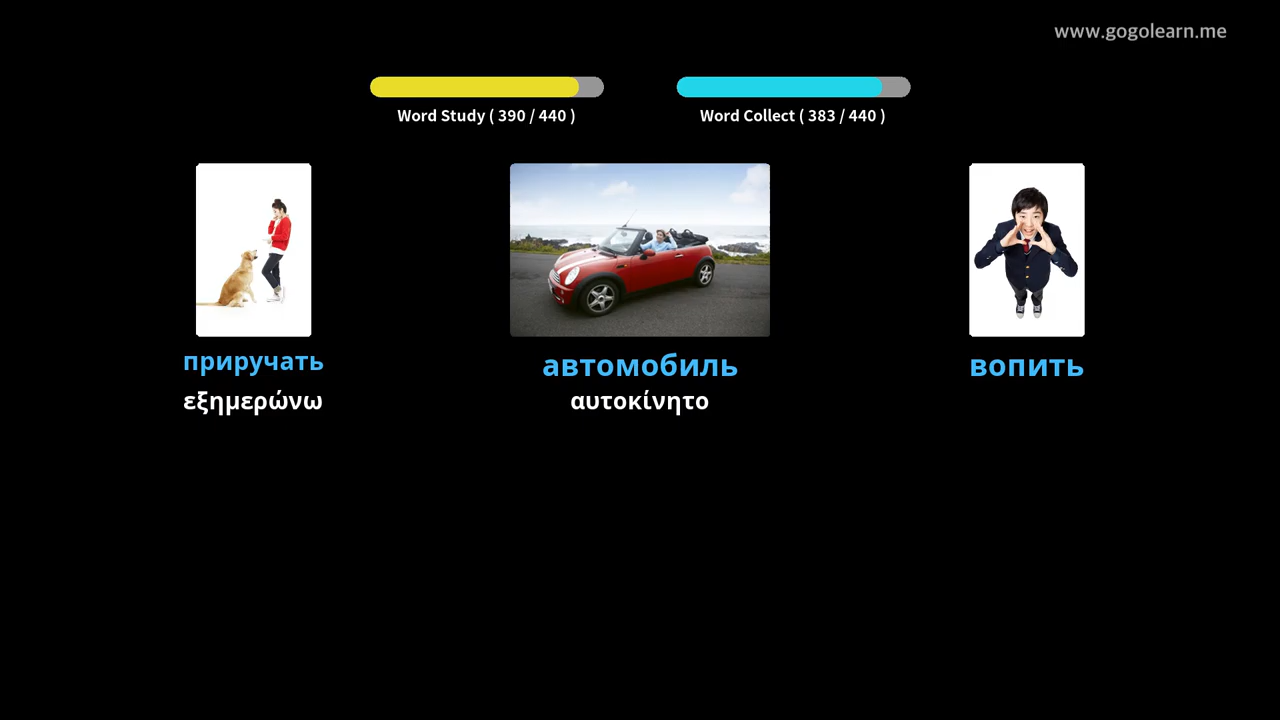 www.gogolearn.me
Word Study ( 390 / 440 )
Word Collect ( 383 / 440 )
приручать
εξημερώνω
автомобиль
αυτοκίνητο
вопить